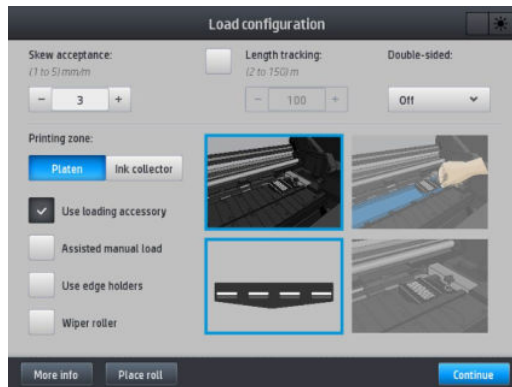 Load configuration
Skew acceptance:
(1 to 5) mm/m
- 3 +
Length tracking:
(2 to 150) m
- 100 +
Double-sided:
Off
Printing zone:
Platen
Ink collector
Use loading accessory
Assisted manual load
Use edge holders
Wiper roller
More info
Place roll
Continue